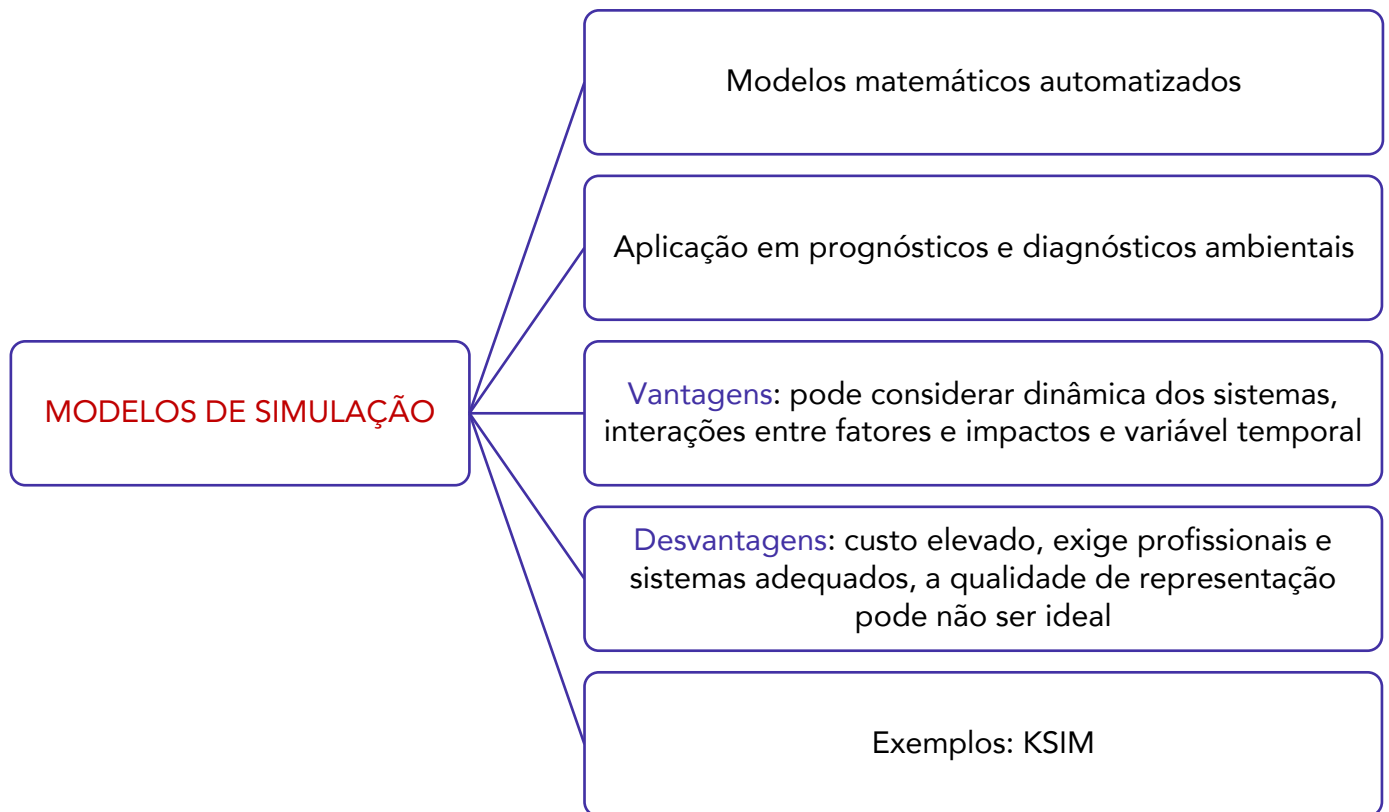 Modelos matemáticos automatizados
Aplicação em prognósticos e diagnósticos ambientais
MODELOS DE SIMULAÇÃO
Vantagens: pode considerar dinâmica dos sistemas,
interações entre fatores e impactos e variável temporal
Desvantagens: custo elevado, exige profissionais e
sistemas adequados, a qualidade de representação
pode não ser ideal
Exemplos: KSIM